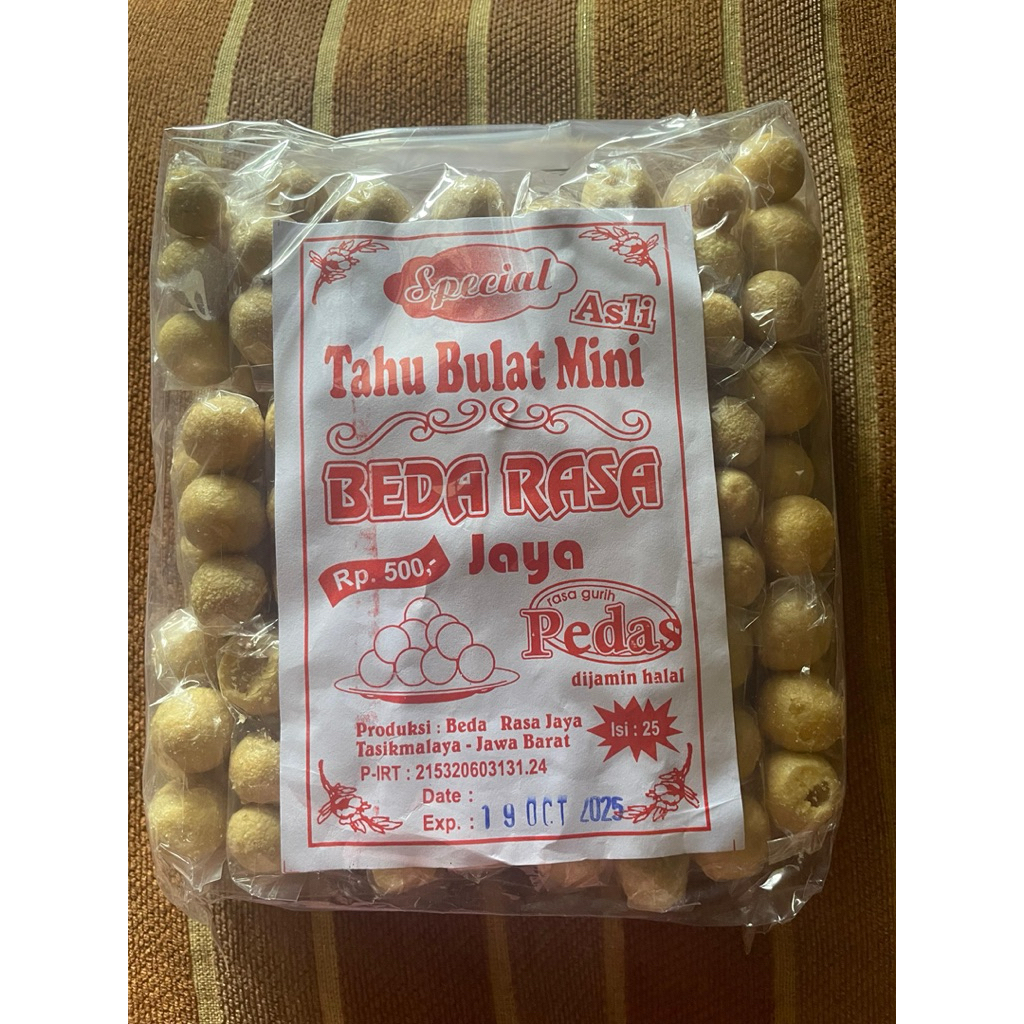 Special
Asli
Tahu Bulat Mini
BEDA RASA
Jaya
Rp. 500,-
rasa gurih
Pedas
dijamin halal
Isi : 25
Produksi : Beda Rasa Jaya
Tasikmalaya - Jawa Barat
P-IRT : 215320603131.24
Date :
Exp. : 19 OCT 2025